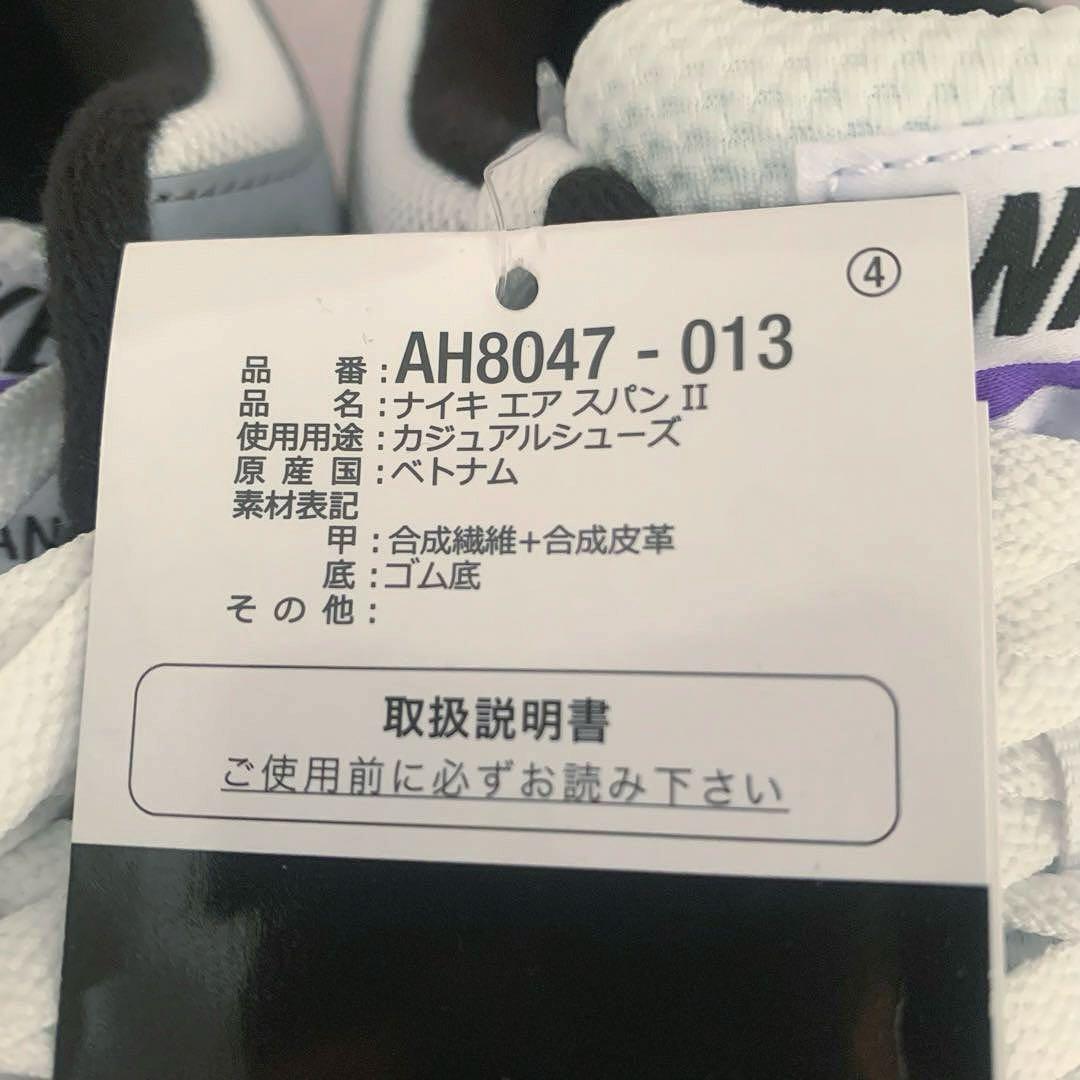 ④
品 番 : AH8047 - 013
品 名 : ナイキ エア スパン II
使用用途 : カジュアルシューズ
原 産 国 : ベトナム
素材表記
甲 : 合成繊維+合成皮革
底 : ゴム底
そ の 他 :
取扱説明書
ご使用前に必ずお読み下さい